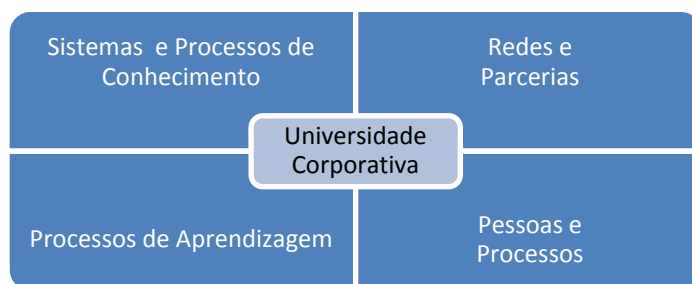 Sistemas e Processos de
Conhecimento
Redes e
Parcerias
Universidade
Corporativa
Processos de Aprendizagem
Pessoas e
Processos